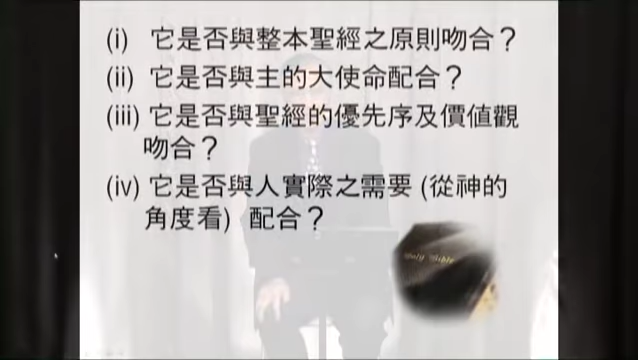 (i) 它是否與整本聖經之原則吻合？
(ii) 它是否與主的大使命配合？
(iii) 它是否與聖經的優先序及價值觀
吻合？
(iv) 它是否與人實際之需要 (從神的
角度看) 配合？
Holy Bible